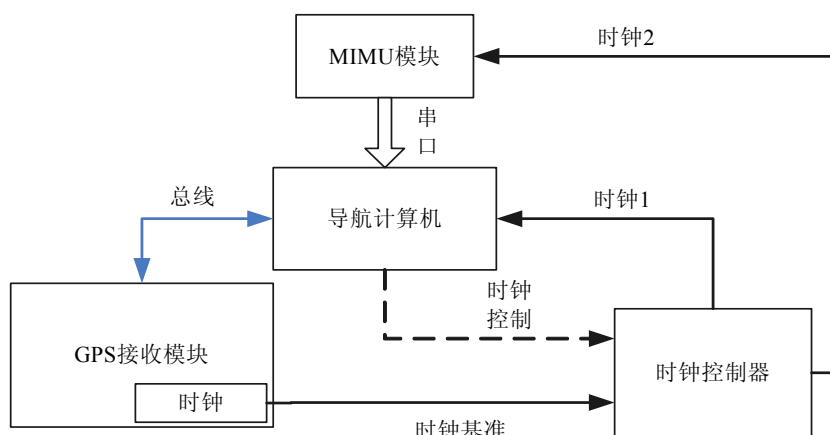 MIMU模块
时钟2
串
口
导航计算机
总线
时钟1
时钟
控制
GPS接收模块
时钟控制器
时钟
时钟基准